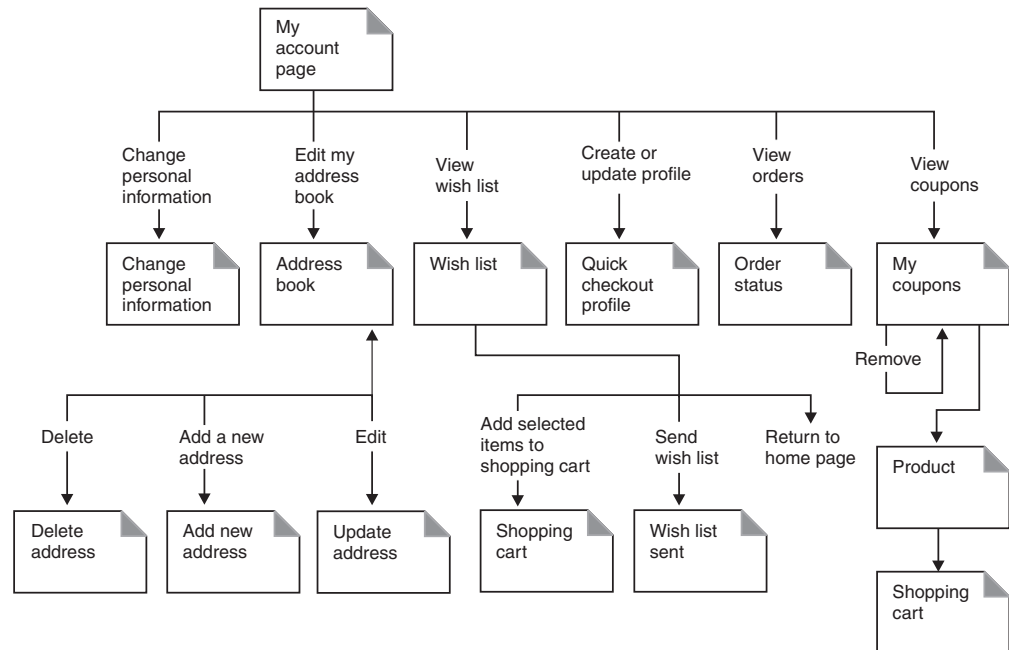 My
account
page
Change
personal
information
Edit my
address
book
View
wish list
Create or
update profile
View
orders
View
coupons
Change
personal
information
Address
book
Wish list
Quick
checkout
profile
Order
status
My
coupons
Remove
Delete
Add a new
address
Edit
Add selected
items to
shopping cart
Send
wish list
Return to
home page
Product
Delete
address
Add new
address
Update
address
Shopping
cart
Wish list
sent
Shopping
cart